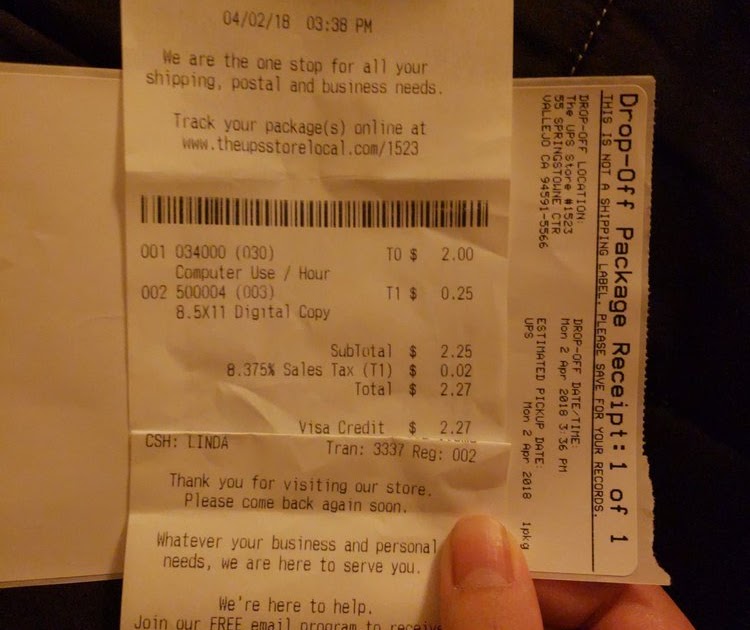 04/02/18 03:38 PM
We are the one stop for all your
shipping, postal and business needs.
Track your package(s) online at
www.theupsstorelocal.com/1523
001 034000 (030) T0 $ 2.00
Computer Use / Hour
002 500004 (003) T1 $ 0.25
8.5X11 Digital Copy
SubTotal $ 2.25
8.375% Sales Tax (T1) $ 0.02
Total $ 2.27
Visa Credit $ 2.27
CSH: LINDA Tran: 3337 Reg: 002
Thank you for visiting our store.
Please come back again soon.
Whatever your business and personal
needs, we are here to serve you.
We're here to help.
Join our FREE email program to receive
Drop-Off Package Receipt: 1 of 1
THIS IS NOT A SHIPPING LABEL. PLEASE SAVE FOR YOUR RECORDS.
DROP-OFF LOCATION:
The UPS Store #1523
55 SPRINGSTOWNE CTR
VALLEJO CA 94591-5566
DROP-OFF DATE/TIME:
Mon 2 Apr 2018 3:36 PM
ESTIMATED PICKUP DATE:
UPS Mon 2 Apr 2018 1pkg